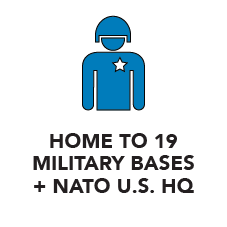 HOME TO 19
MILITARY BASES
+ NATO U.S. HQ